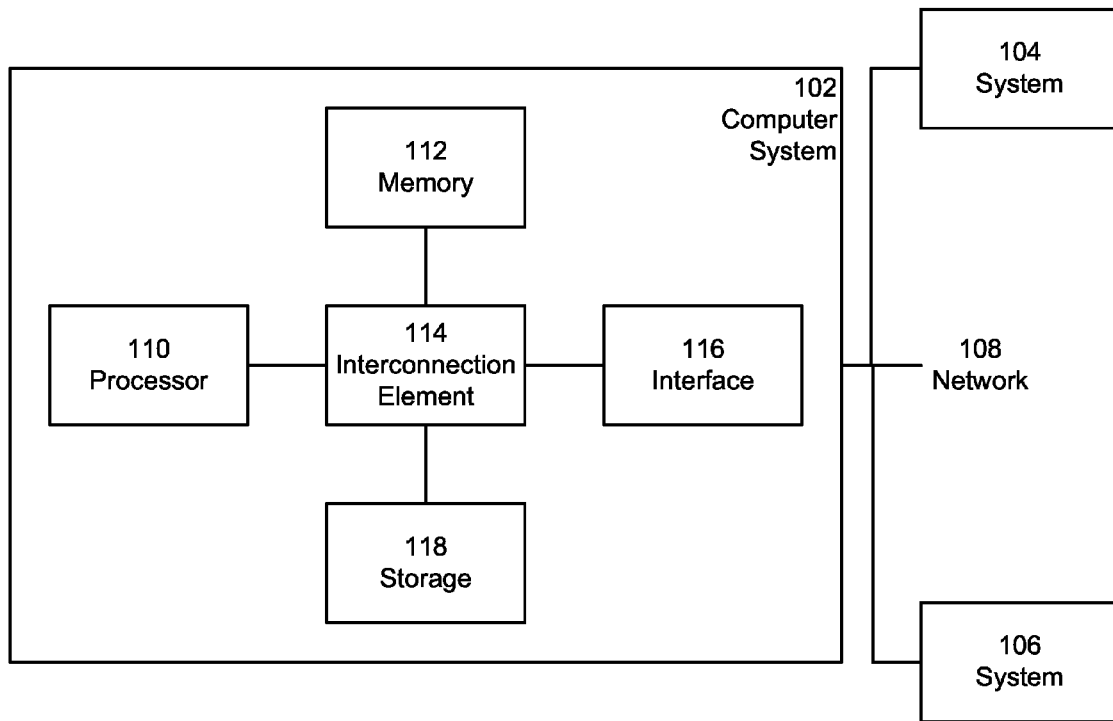 104
System
102
Computer
System
112
Memory
110
Processor
114
Interconnection
Element
116
Interface
108
Network
118
Storage
106
System